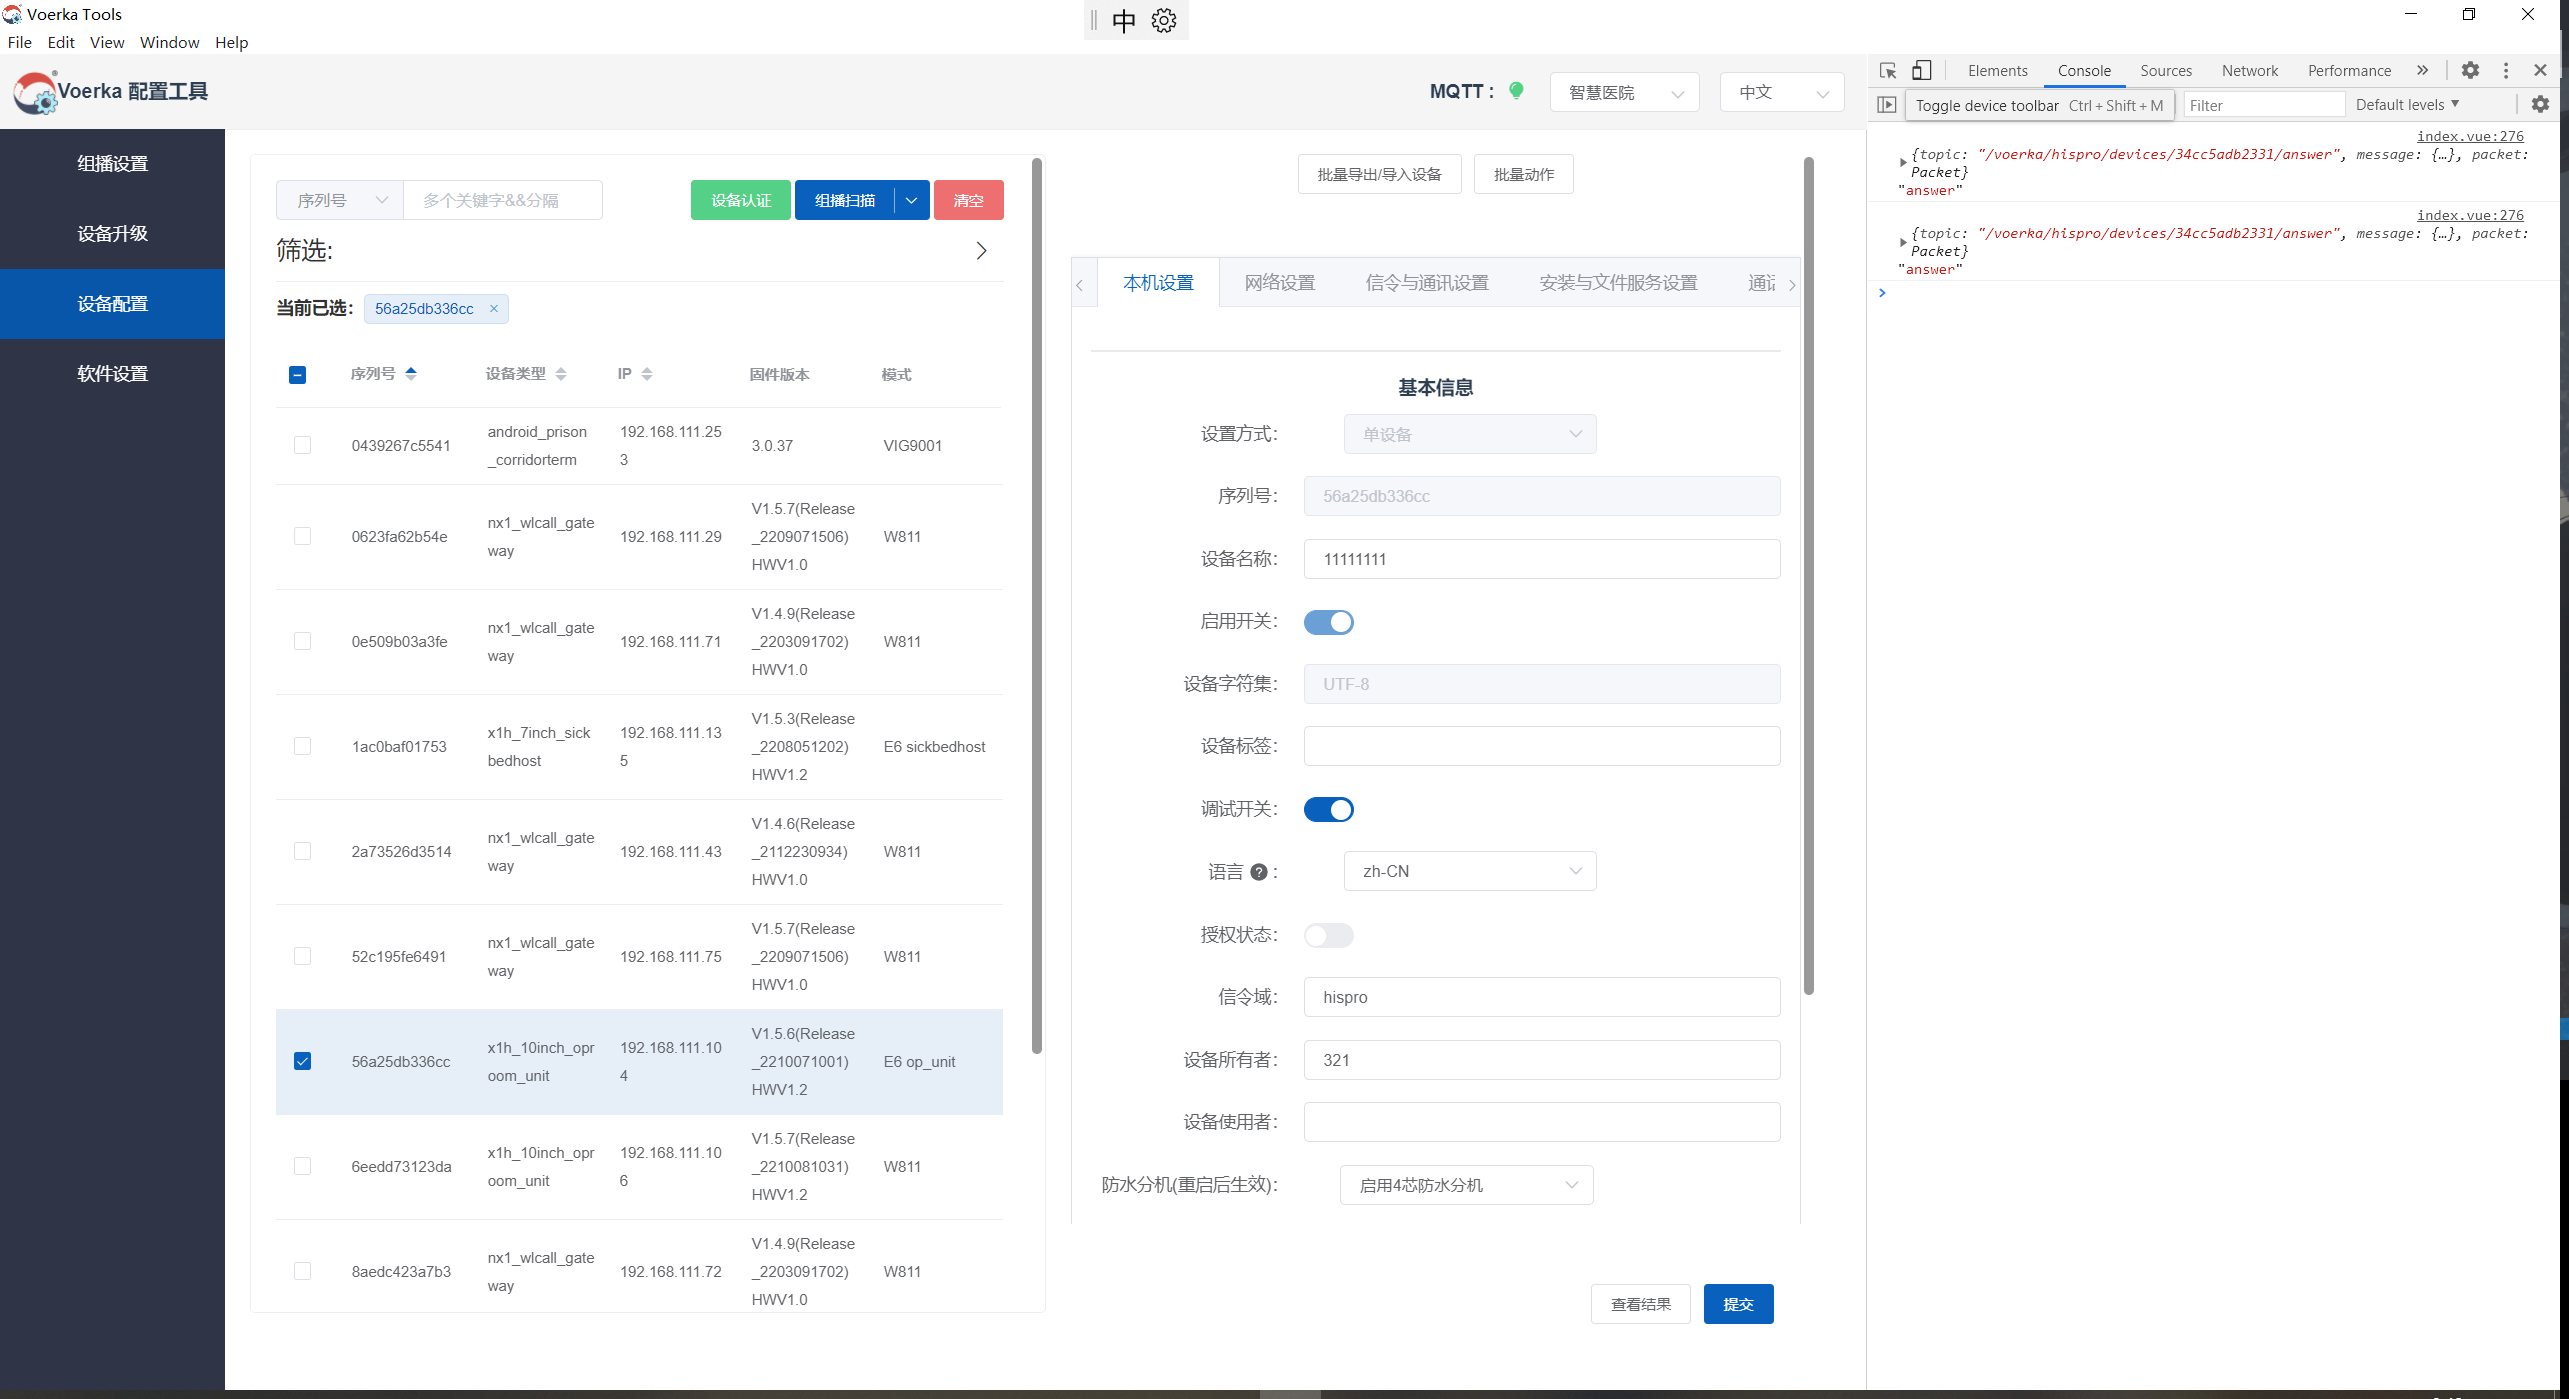 Voerka Tools
中
File Edit View Window Help
Voerka 配置工具
MQTT :
智慧医院
中文
组播设置
设备升级
设备配置
软件设置
序列号
多个关键字&&分隔
设备认证
组播扫描
清空
筛选:
当前已选:
56a25db336cc ×
序列号 设备类型 IP 固件版本 模式
0439267c5541 android_prison_corridorterm 192.168.111.253 3.0.37 VIG9001
0623fa62b54e nx1_wlcall_gateway 192.168.111.29 V1.5.7(Release_2209071506)HWV1.0 W811
0e509b03a3fe nx1_wlcall_gateway 192.168.111.71 V1.4.9(Release_2203091702)HWV1.0 W811
1ac0baf01753 x1h_7inch_sickbedhost 192.168.111.135 V1.5.3(Release_2208051202)HWV1.2 E6 sickbedhost
2a73526d3514 nx1_wlcall_gateway 192.168.111.43 V1.4.6(Release_2112230934)HWV1.0 W811
52c195fe6491 nx1_wlcall_gateway 192.168.111.75 V1.5.7(Release_2209071506)HWV1.0 W811
56a25db336cc x1h_10inch_oproom_unit 192.168.111.104 V1.5.6(Release_2210071001)HWV1.2 E6 op_unit
6eedd73123da x1h_10inch_oproom_unit 192.168.111.106 V1.5.7(Release_2210081031)HWV1.2 W811
8aedc423a7b3 nx1_wlcall_gateway 192.168.111.72 V1.4.9(Release_2203091702)HWV1.0 W811
批量导出/导入设备
批量动作
本机设置 网络设置 信令与通讯设置 安装与文件服务设置
基本信息
设置方式: 单设备
序列号: 56a25db336cc
设备名称: 11111111
启用开关:
设备字符集: UTF-8
设备标签:
调试开关:
语言 ? : zh-CN
授权状态:
信令域: hispro
设备所有者: 321
设备使用者:
防水分机(重启后生效): 启用4芯防水分机
查看结果
提交
Elements Console Sources Network Performance »
Toggle device toolbar Ctrl + Shift + M
Filter
Default levels ▼
index.vue:276
{topic: "/voerka/hispro/devices/34cc5adb2331/answer", message: {…}, packet:
Packet}
"answer"
index.vue:276
{topic: "/voerka/hispro/devices/34cc5adb2331/answer", message: {…}, packet:
Packet}
"answer"